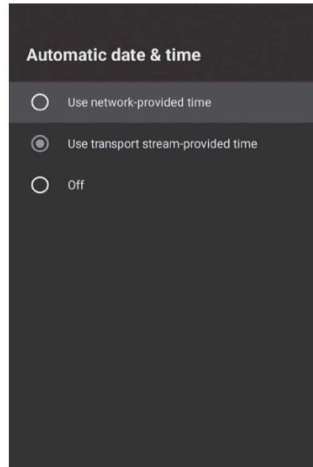 Automatic date & time
Use network-provided time
Use transport stream-provided time
Off